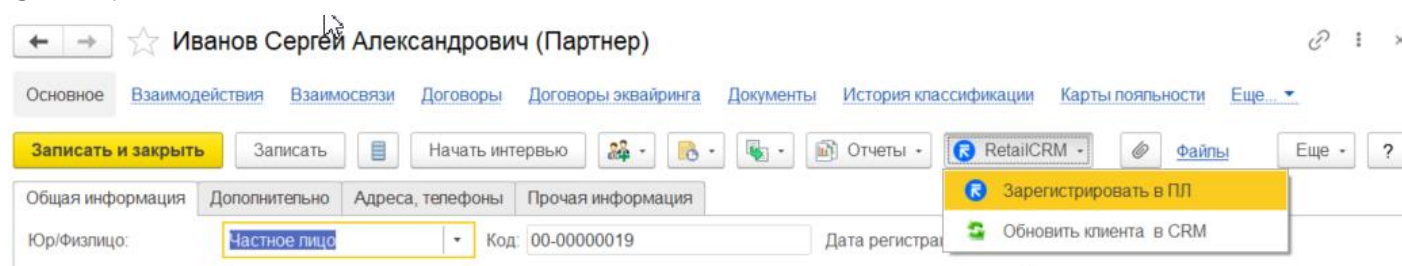 Иванов Сергей Александрович (Партнер)
Основное Взаимодействия Взаимосвязи Договоры Договоры эквайринга Документы История классификации Карты лояльности Еще...
Записать и закрыть Записать Начать интервью Отчеты RetailCRM Файлы Еще ?
Общая информация Дополнительно Адреса, телефоны Прочая информация
Зарегистрировать в ПЛ
Юр/Физлицо: Частное лицо Код: 00-00000019 Дата
Обновить клиента в CRM